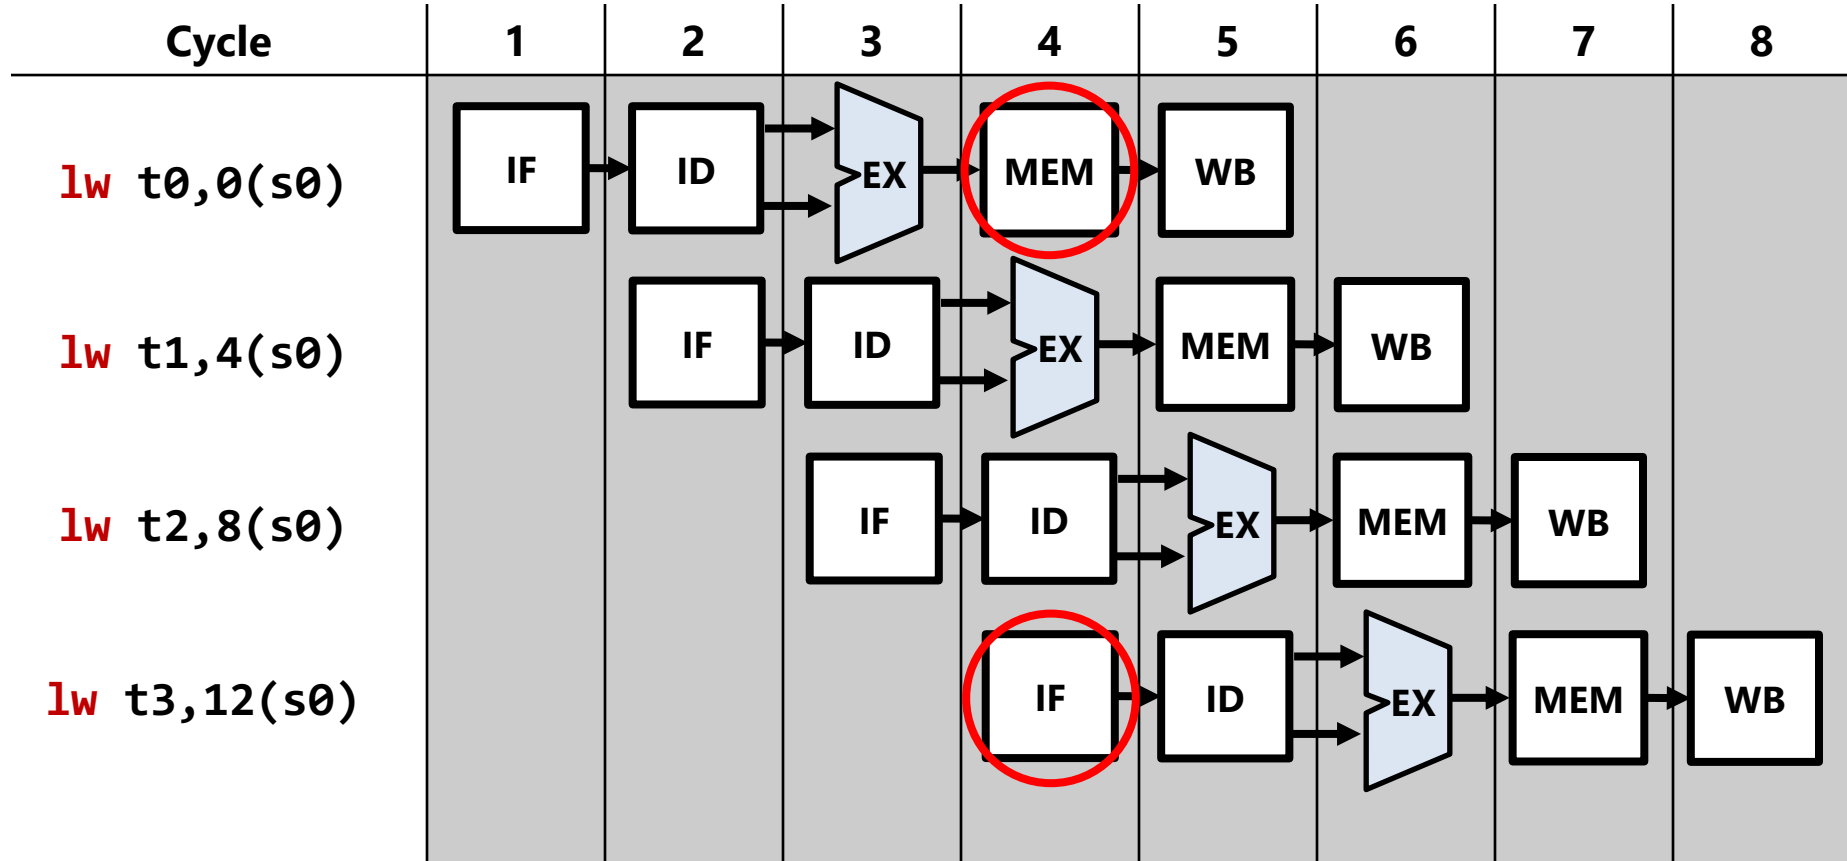 Cycle 1 2 3 4 5 6 7 8
lw t0,0(s0) IF ID EX MEM WB
lw t1,4(s0) IF ID EX MEM WB
lw t2,8(s0) IF ID EX MEM WB
lw t3,12(s0) IF ID EX MEM WB